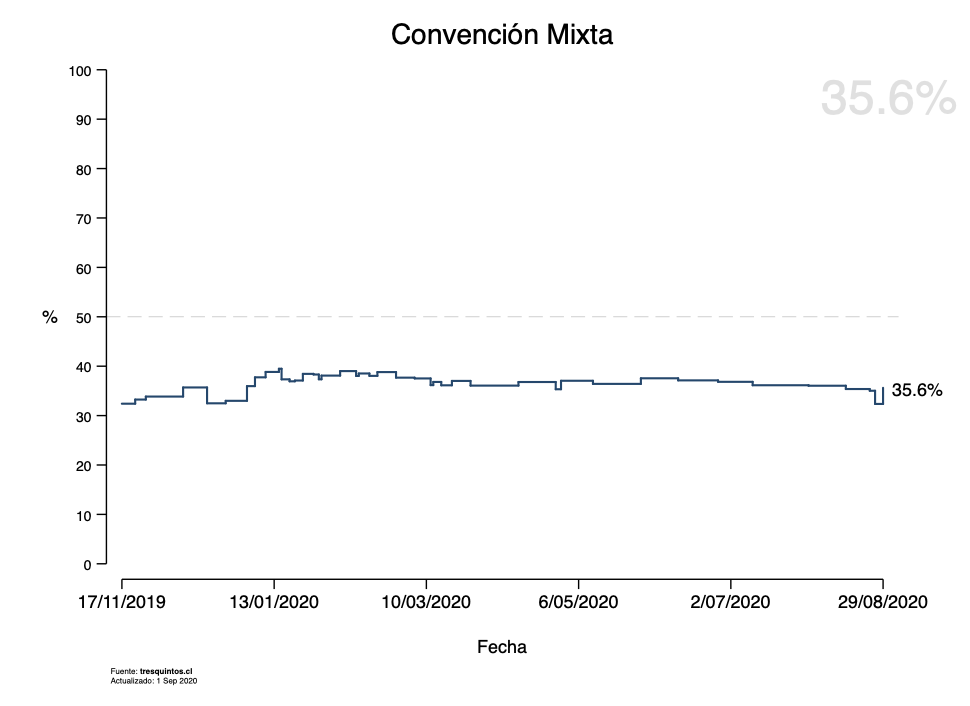 Convención Mixta
35.6%
100
90
80
70
60
% 50
40
35.6%
30
20
10
0
17/11/2019 13/01/2020 10/03/2020 6/05/2020 2/07/2020 29/08/2020
Fecha
Fuente: tresquintos.cl
Actualizado: 1 Sep 2020